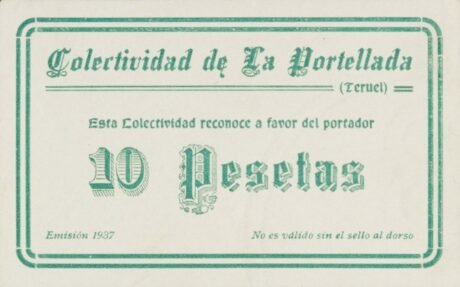 Colectividad de La Portellada
(Teruel)
Esta Colectividad reconoce a favor del portador
10 Pesetas
Emisión 1937
No es válido sin el sello al dorso